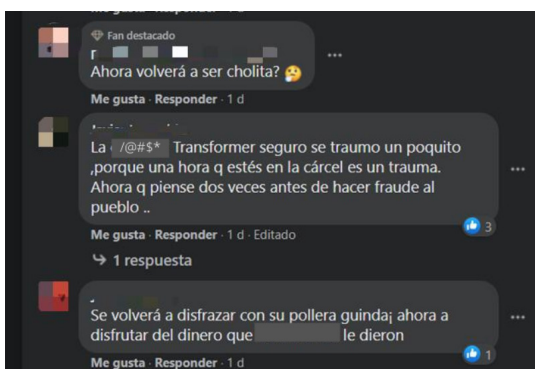 Me gusta · Responder · 1 d
Fan destacado
Ahora volverá a ser cholita? 🤔
Me gusta · Responder · 1 d
La /@#$* Transformer seguro se traumo un poquito
,porque una hora q estés en la cárcel es un trauma.
Ahora q piense dos veces antes de hacer fraude al
pueblo ..
3
Me gusta · Responder · 1 d · Editado
1 respuesta
Se volverá a disfrazar con su pollera guinda¡ ahora a
disfrutar del dinero que le dieron
1
Me gusta · Responder · 1 d